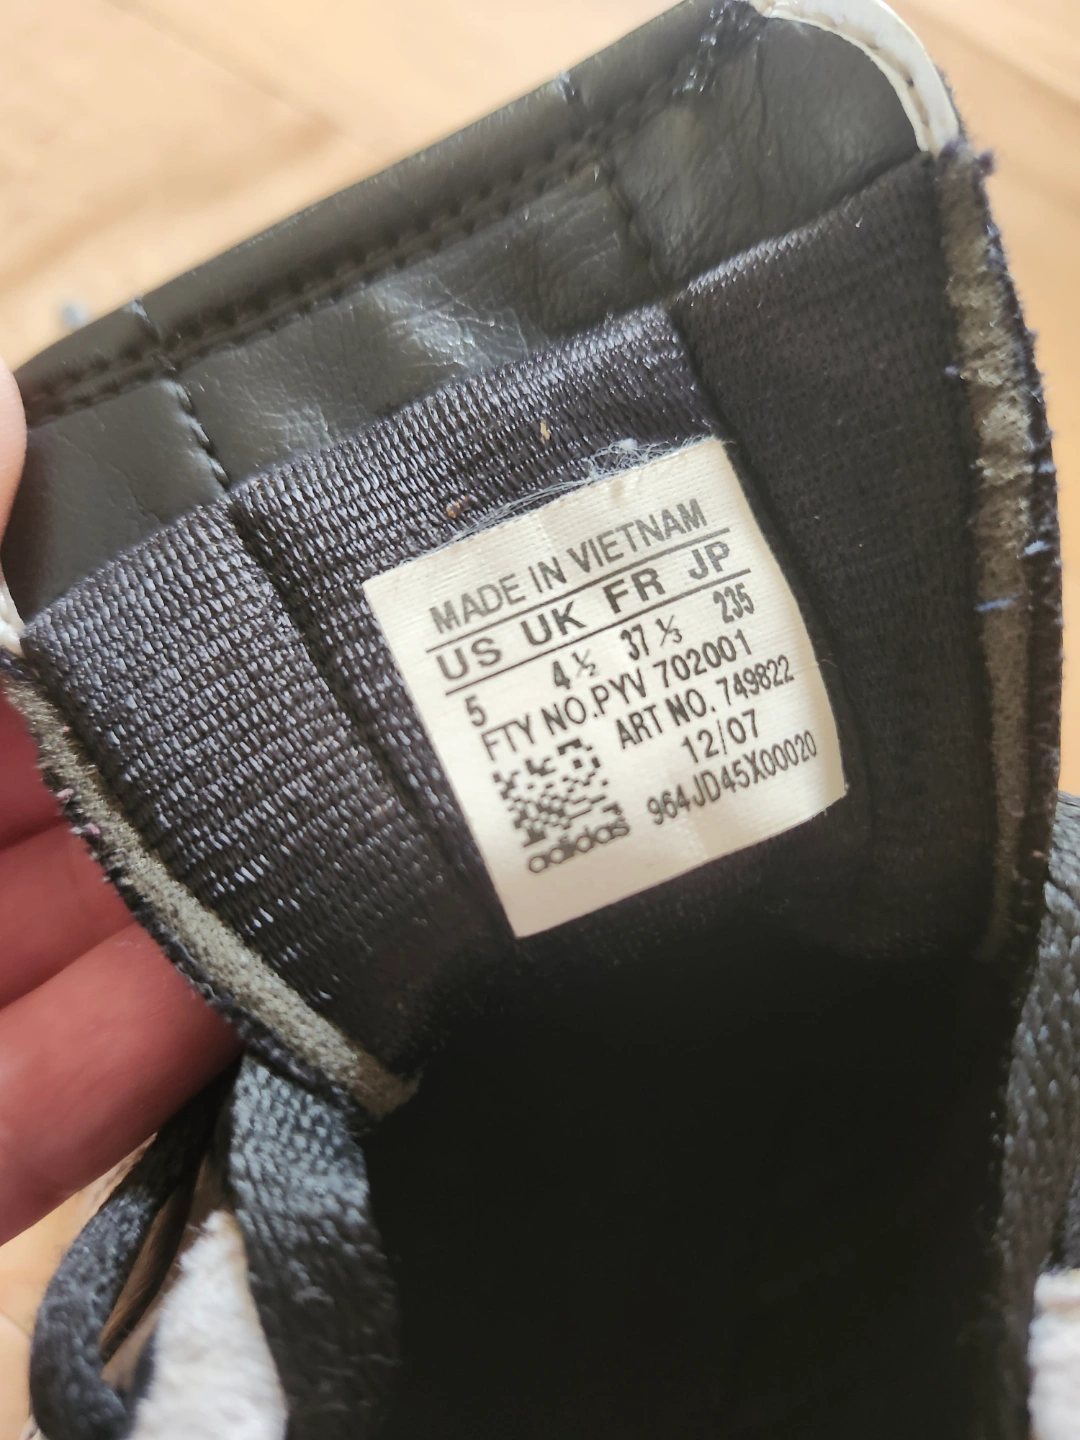 MADE IN VIETNAM
US UK FR JP
5 4½ 37⅓ 235
FTY NO.PYV 702001
ART NO. 749822
12/07
adidas 964JD45X00020